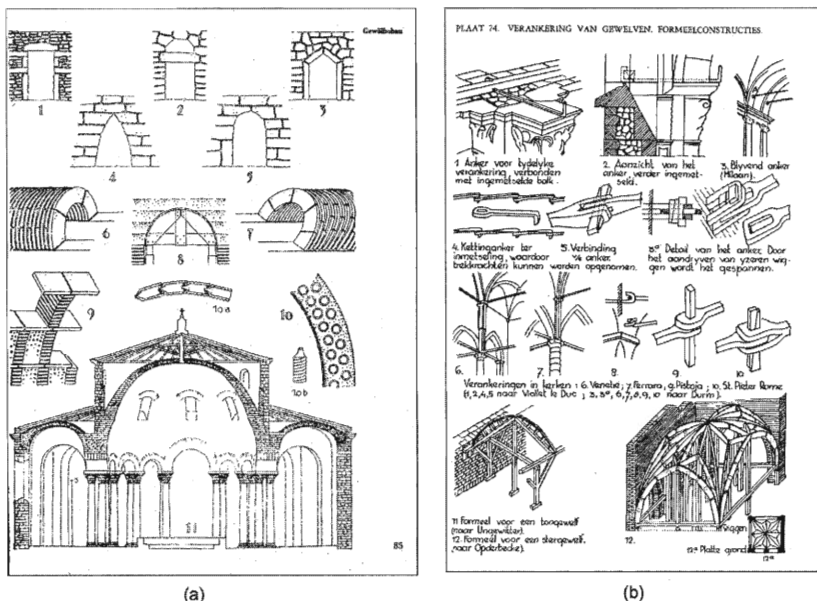 Gewölbebau
1
2
3
4
5
6
8
7
9
10a
10
10b
11
85
(a)
PLAAT 74. VERANKERING VAN GEWELVEN. FORMEELCONSTRUCTIES.
1. Anker voor tydelyke
verankering, verbonden
met ingemetselde balk.
2. Aanzicht van het
anker, verder ingemet-
seld.
3. Blyvend anker
(Milaan).
4. Kettinganker ter
inmetseling, waardoor
trekkrachten kunnen worden opgenomen.
5. Verbinding
v/h anker.
Detail van het anker. Door
het aandryven van yzeren wig-
gen wordt het gespannen.
6.
7.
8.
9.
10.
Verankeringen in kerken: 6. Venetie; 7. Ferrara; 9. Pistoja; 10. St. Pieter Rome
(1,2,4,5 naar Viollet le Duc; 3, 3ª, 6, 7, 8, 9, 10 naar Durm).
11 Formeel voor een tongewelf
(naar Ungewitter).
12. Formeel voor een stergewelf.
naar Opderbecke).
wiggen
12.
12ª Platte grond
12ª
(b)